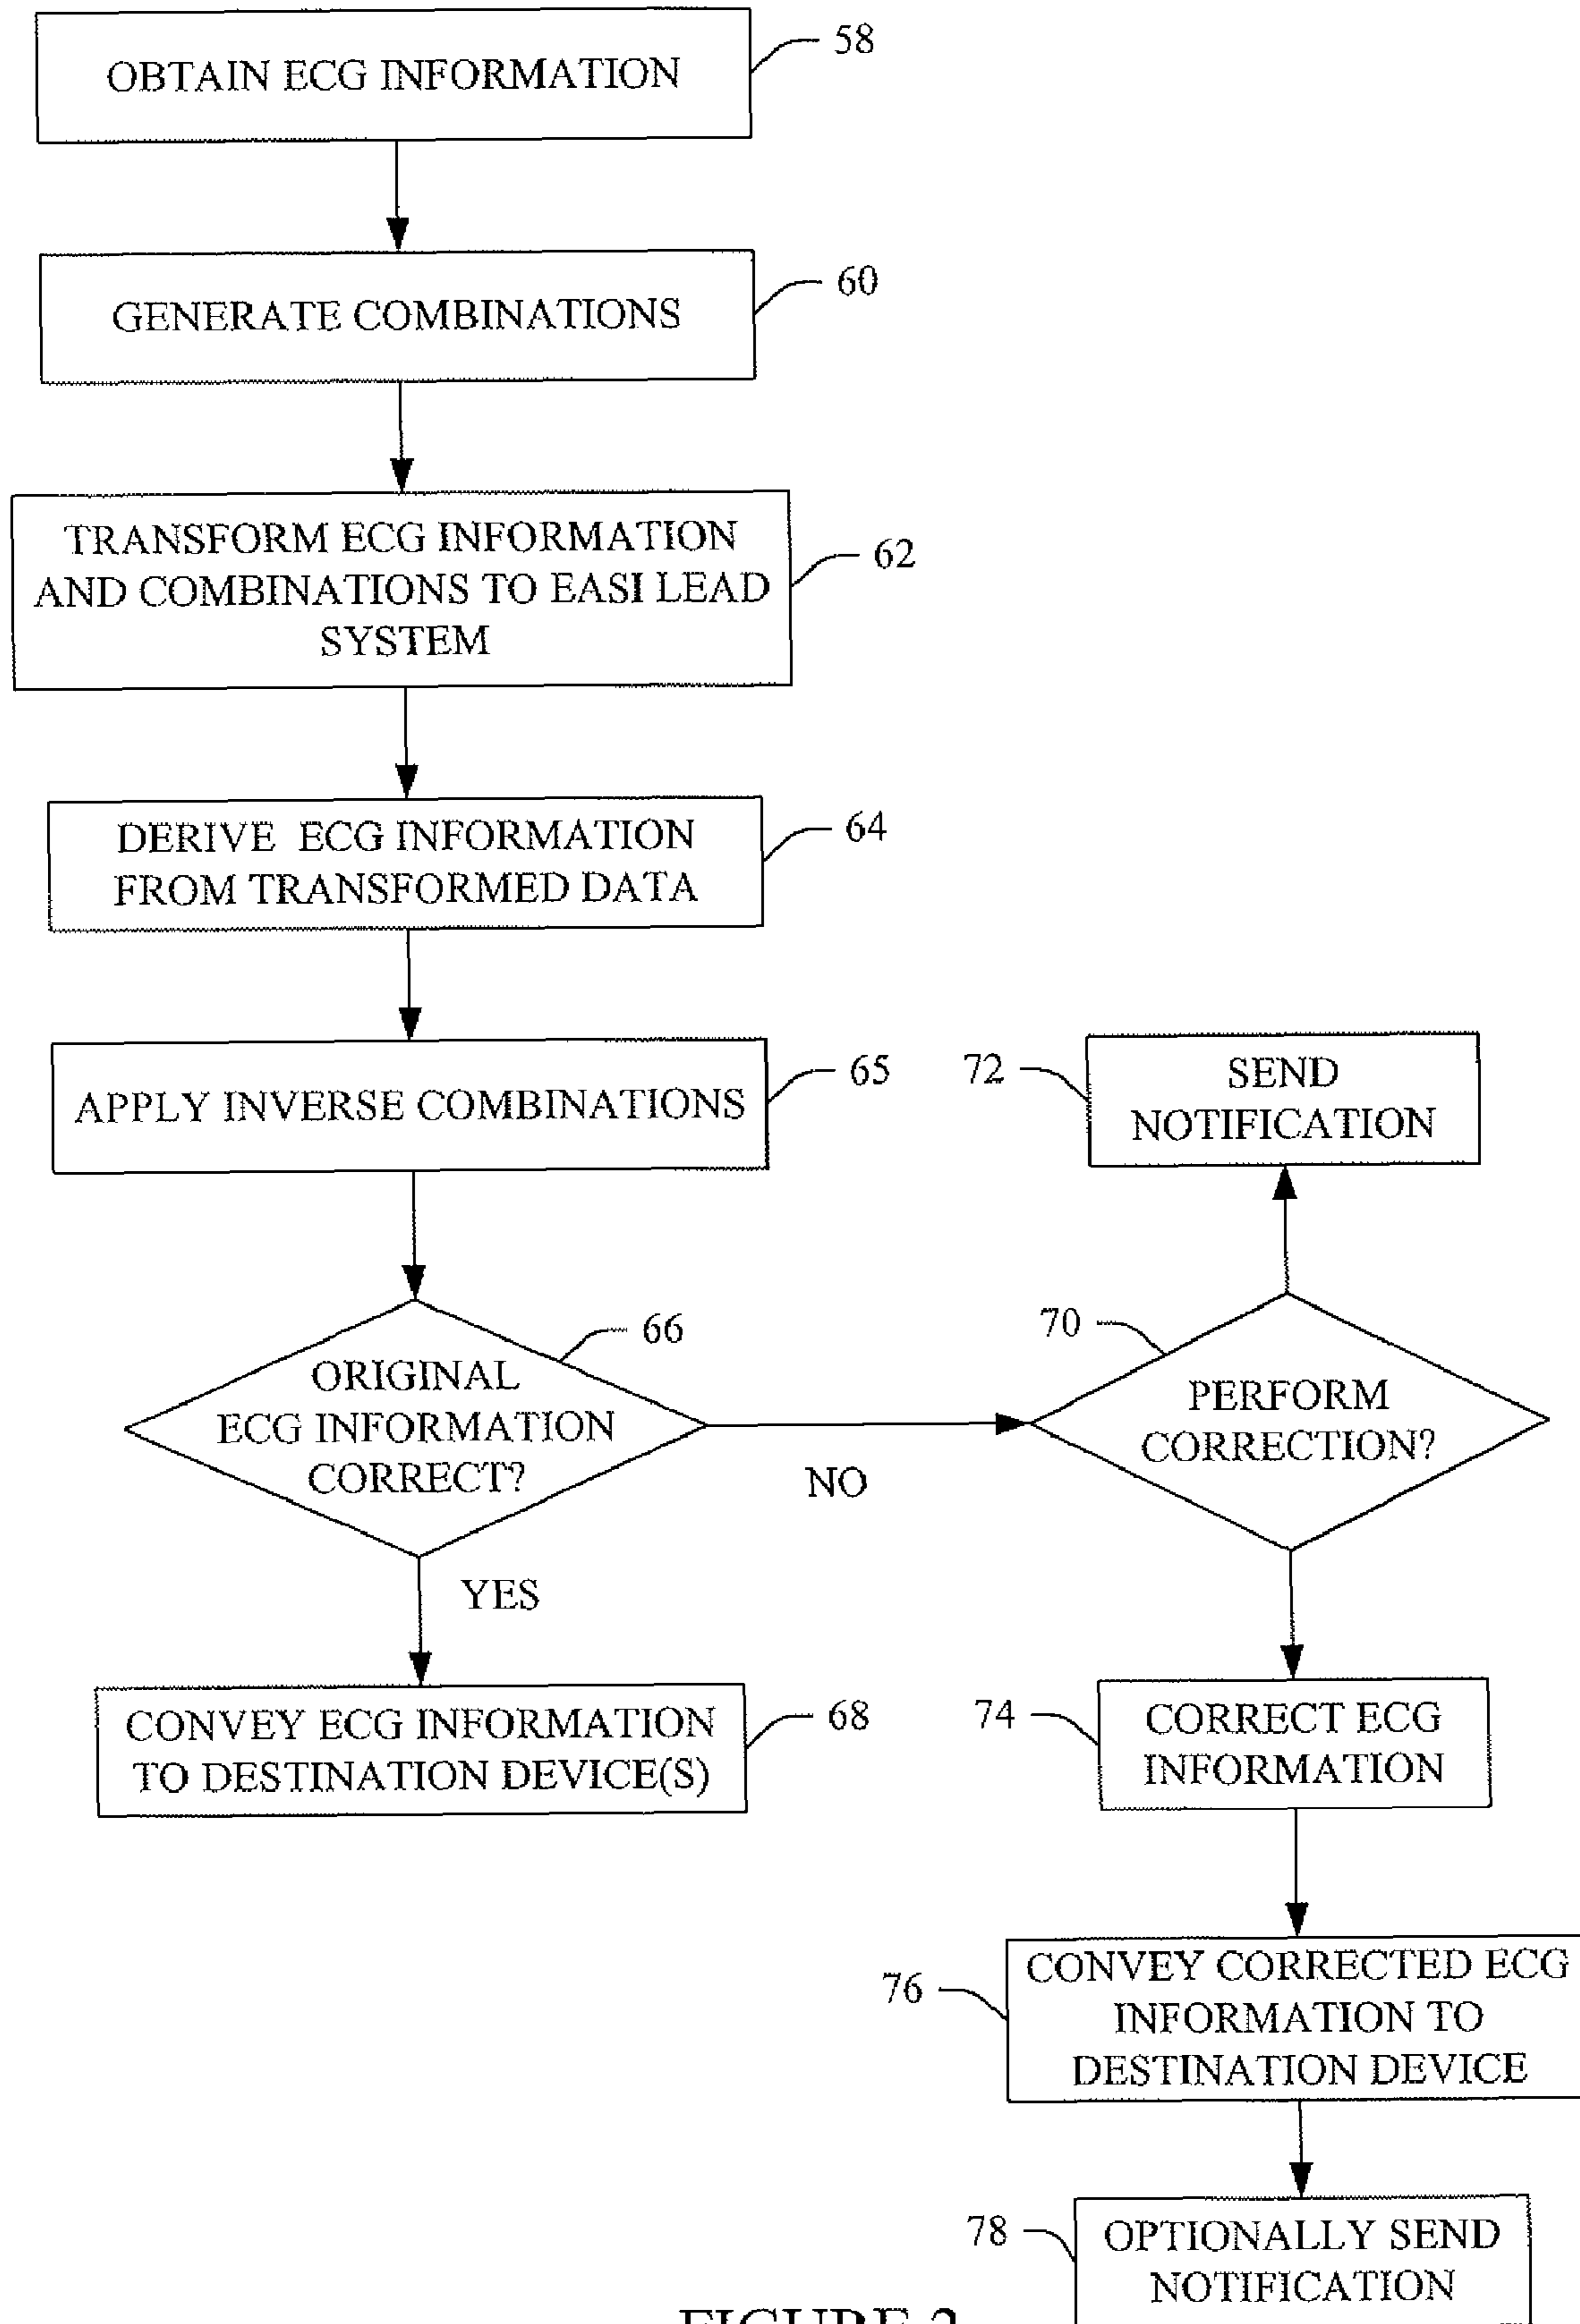 OBTAIN ECG INFORMATION
58
GENERATE COMBINATIONS
60
TRANSFORM ECG INFORMATION
AND COMBINATIONS TO EASI LEAD
SYSTEM
62
DERIVE ECG INFORMATION
FROM TRANSFORMED DATA
64
APPLY INVERSE COMBINATIONS
65
72
SEND
NOTIFICATION
66
ORIGINAL
ECG INFORMATION
CORRECT?
NO
70
PERFORM
CORRECTION?
YES
CONVEY ECG INFORMATION
TO DESTINATION DEVICE(S)
68
74
CORRECT ECG
INFORMATION
76
CONVEY CORRECTED ECG
INFORMATION TO
DESTINATION DEVICE
78
OPTIONALLY SEND
NOTIFICATION